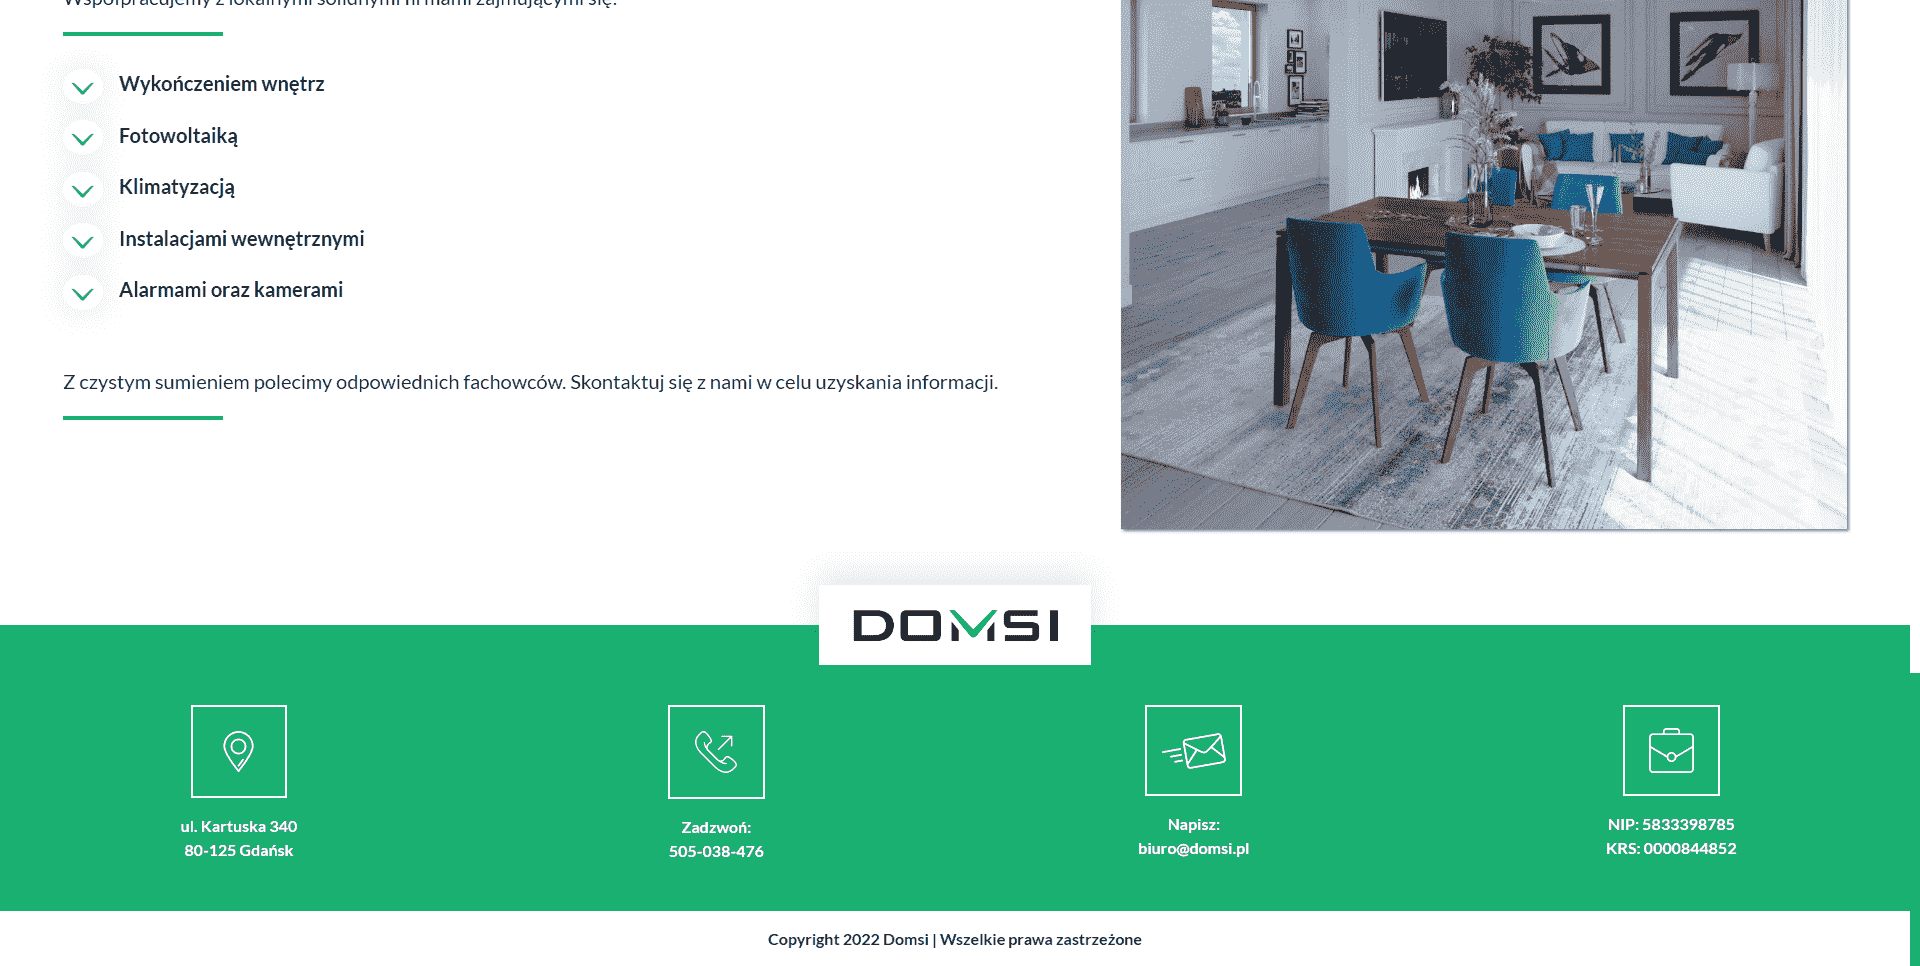 Współpracujemy z lokalnymi solidnymi firmami zajmującymi się:
Wykończeniem wnętrz
Fotowoltaiką
Klimatyzacją
Instalacjami wewnętrznymi
Alarmami oraz kamerami
Z czystym sumieniem polecimy odpowiednich fachowców. Skontaktuj się z nami w celu uzyskania informacji.
DOMSI
ul. Kartuska 340
80-125 Gdańsk
Zadzwoń:
505-038-476
Napisz:
biuro@domsi.pl
NIP: 5833398785
KRS: 0000844852
Copyright 2022 Domsi | Wszelkie prawa zastrzeżone